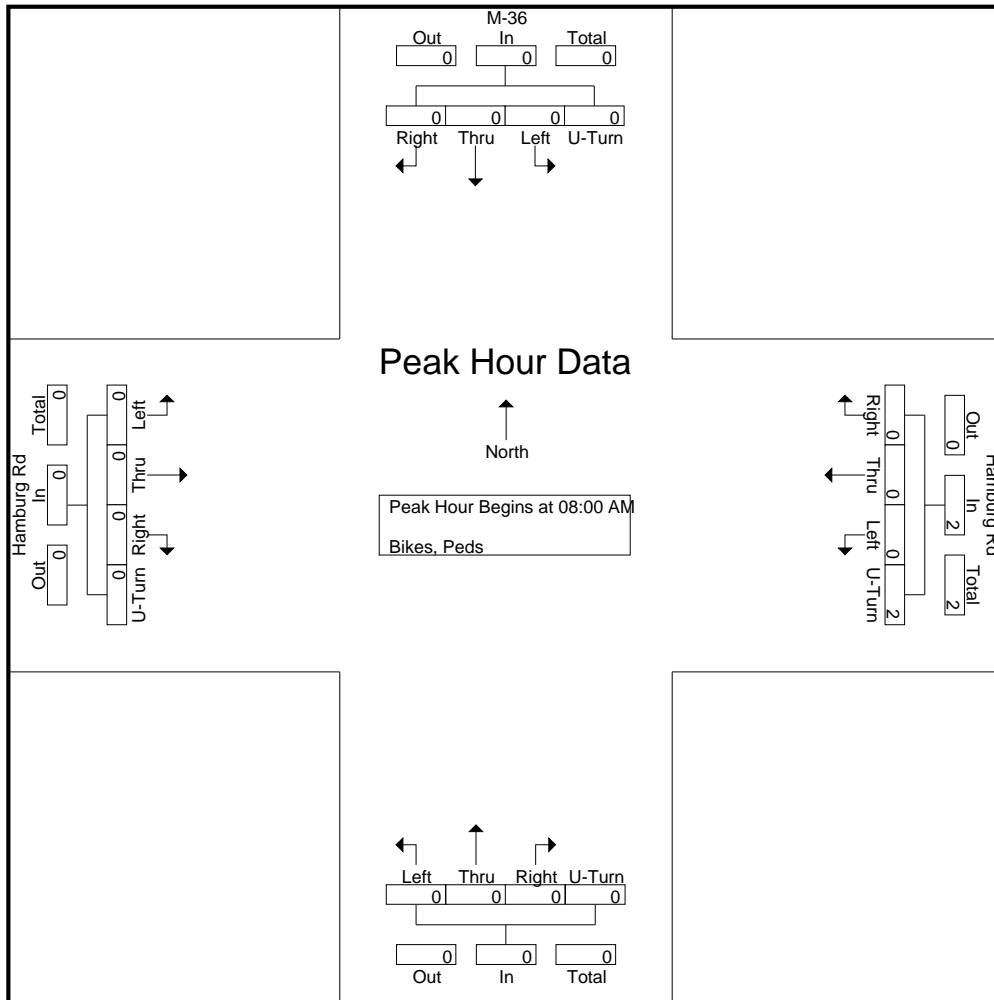 M-36
Out In Total
0 0 0
0 0 0 0
Right Thru Left U-Turn
Peak Hour Data
North
Peak Hour Begins at 08:00 AM
Bikes, Peds
Hamburg Rd
Total In Out
0 0 0
0 0 0 0
Left Thru Right U-Turn
Right Thru Left U-Turn
0 0 0 2
0 2 2
Out In Total
Hamburg Rd
Left Thru Right U-Turn
0 0 0 0
0 0 0
Out In Total